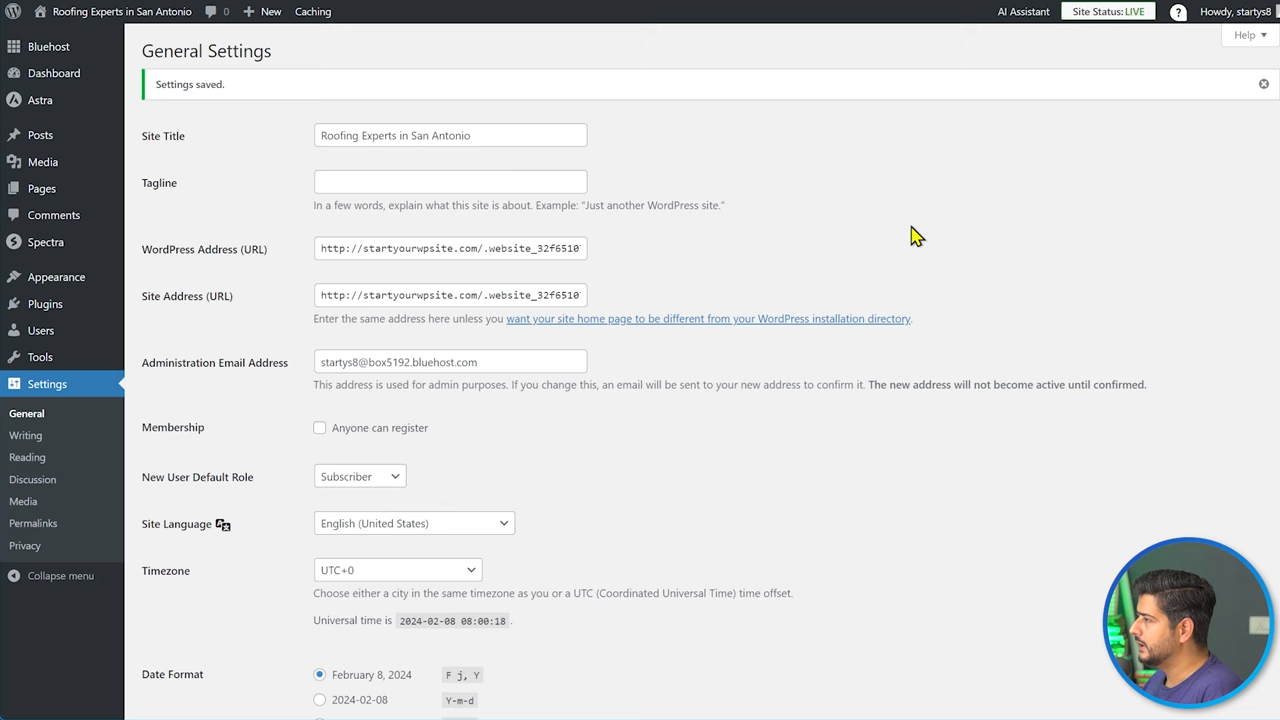 Roofing Experts in San Antonio 0 New Caching AI Assistant Site Status: LIVE ? Howdy, startys8
Help
Bluehost
Dashboard
Astra
Posts
Media
Pages
Comments
Spectra
Appearance
Plugins
Users
Tools
Settings
General
Writing
Reading
Discussion
Media
Permalinks
Privacy
Collapse menu
General Settings
Settings saved.
Site Title Roofing Experts in San Antonio
Tagline
In a few words, explain what this site is about. Example: “Just another WordPress site.”
WordPress Address (URL) http://startyourwpsite.com/.website_32f6510
Site Address (URL) http://startyourwpsite.com/.website_32f6510
Enter the same address here unless you want your site home page to be different from your WordPress installation directory.
Administration Email Address startys8@box5192.bluehost.com
This address is used for admin purposes. If you change this, an email will be sent to your new address to confirm it. The new address will not become active until confirmed.
Membership Anyone can register
New User Default Role Subscriber
Site Language English (United States)
Timezone UTC+0
Choose either a city in the same timezone as you or a UTC (Coordinated Universal Time) time offset.
Universal time is 2024-02-08 08:00:18 .
Date Format February 8, 2024 F j, Y
2024-02-08 Y-m-d